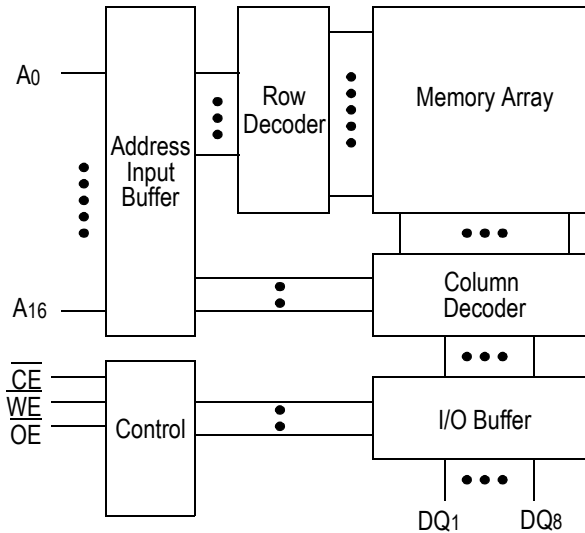 A0
A16
Address
Input
Buffer
Row
Decoder
Memory Array
Column
Decoder
CE
WE
OE
Control
I/O Buffer
DQ1
DQ8